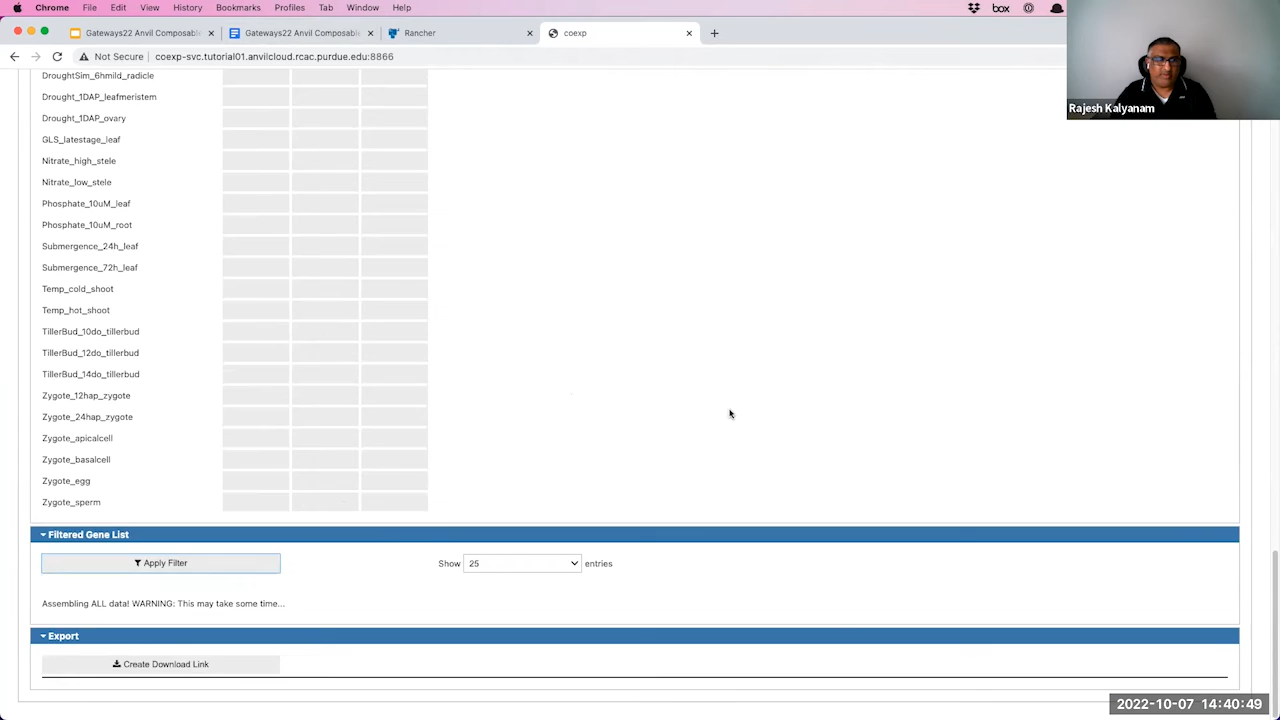 Chrome File Edit View History Bookmarks Profiles Tab Window Help box
Gateways22 Anvil Composable Gateways22 Anvil Composable Rancher coexp
Not Secure coexp-svc.tutorial01.anvilcloud.rcac.purdue.edu:8866
Rajesh Kalyanam
DroughtSim_6hmild_radicle
Drought_1DAP_leafmeristem
Drought_1DAP_ovary
GLS_latestage_leaf
Nitrate_high_stele
Nitrate_low_stele
Phosphate_10uM_leaf
Phosphate_10uM_root
Submergence_24h_leaf
Submergence_72h_leaf
Temp_cold_shoot
Temp_hot_shoot
TillerBud_10do_tillerbud
TillerBud_12do_tillerbud
TillerBud_14do_tillerbud
Zygote_12hap_zygote
Zygote_24hap_zygote
Zygote_apicalcell
Zygote_basalcell
Zygote_egg
Zygote_sperm
Filtered Gene List
Apply Filter Show 25 entries
Assembling ALL data! WARNING: This may take some time...
Export
Create Download Link
2022-10-07 14:40:49